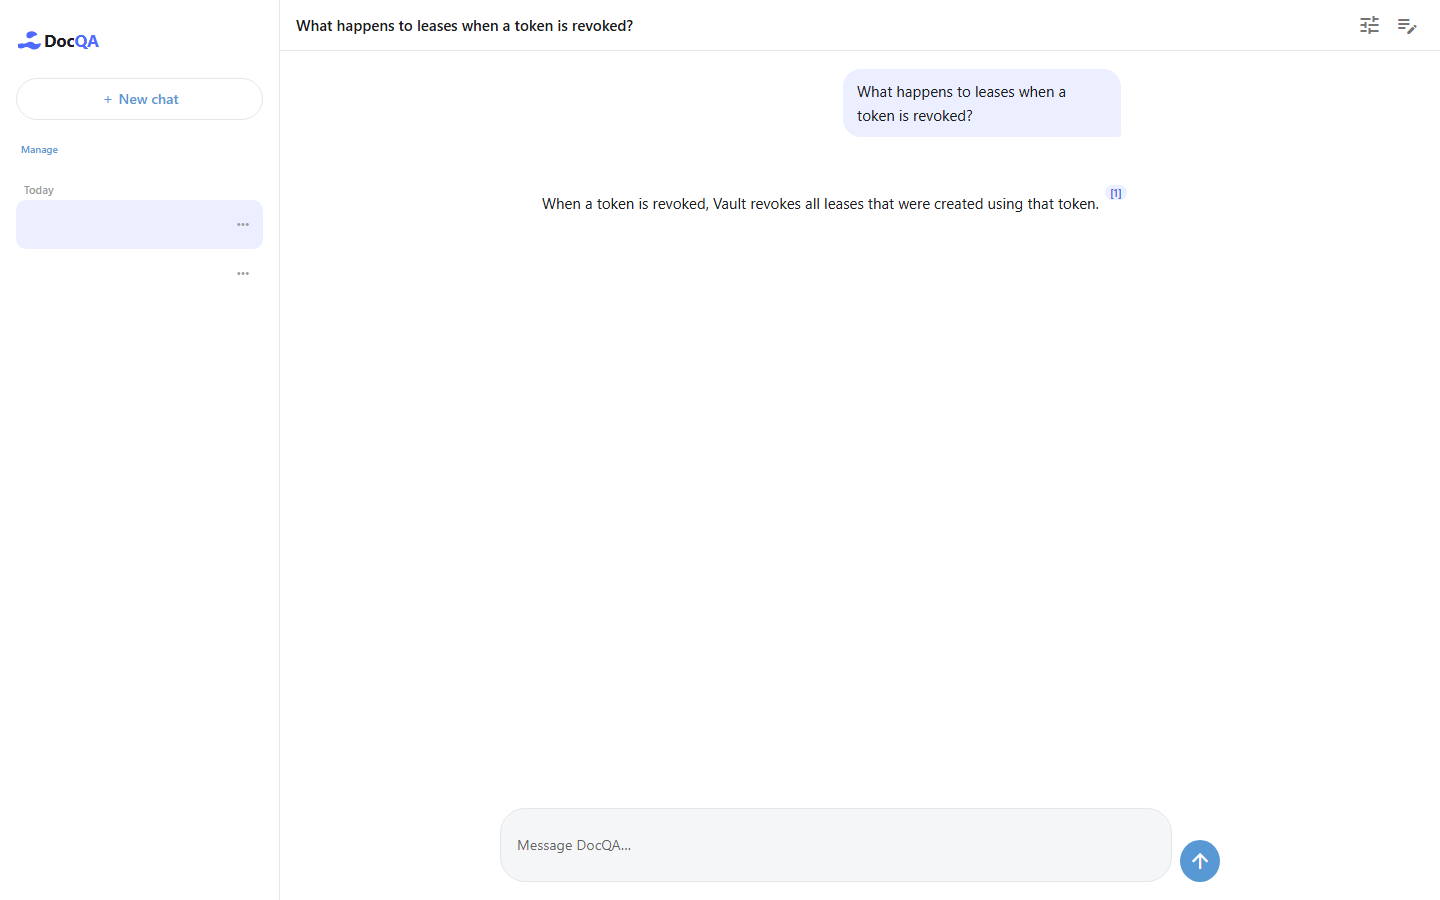 DocQA
+ New chat
Manage
Today
What happens to leases when a token is revoked?
What happens to leases when a
token is revoked?
When a token is revoked, Vault revokes all leases that were created using that token. [1]
Message DocQA...